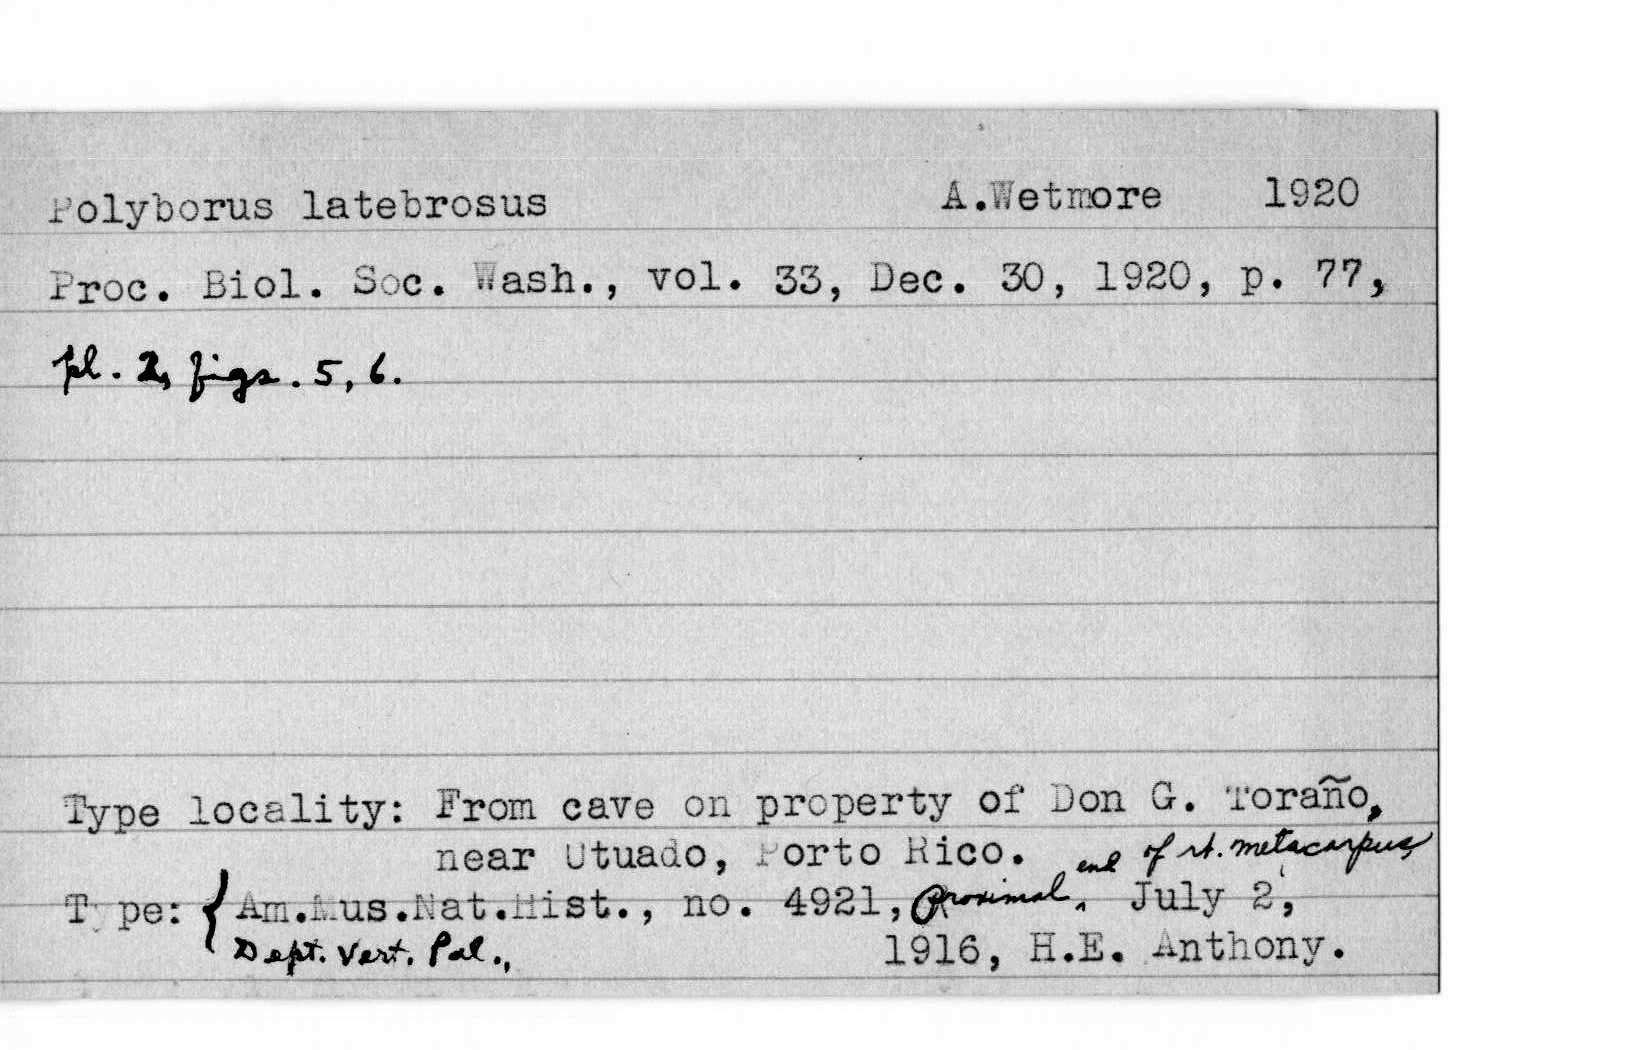 Polyborus latebrosus A.Wetmore 1920
Proc. Biol. Soc. Wash., vol. 33, Dec. 30, 1920, p. 77,
pl. 2, figs. 5, 6.
Type locality: From cave on property of Don G. Toraño,
near Utuado, Porto Rico.
end of rt. metacarpus,
Type: { Am.Mus.Nat.Hist., no. 4921, proximal, July 2,
Dept. Vert. Pal., 1916, H.E. Anthony.